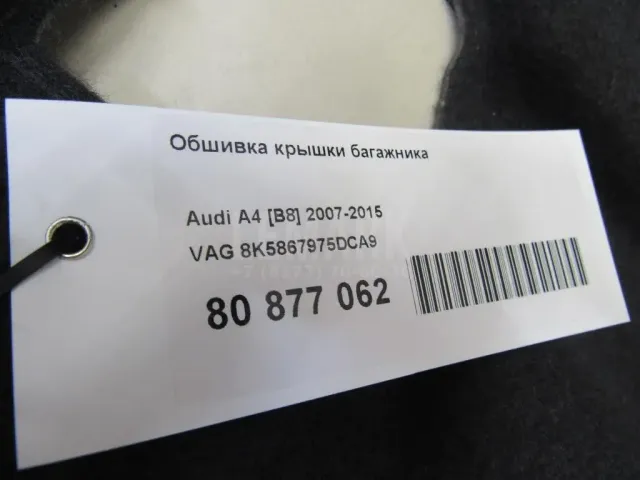 Обшивка крышки багажника
Audi A4 [B8] 2007-2015
VAG 8K5867975DCA9
80 877 062